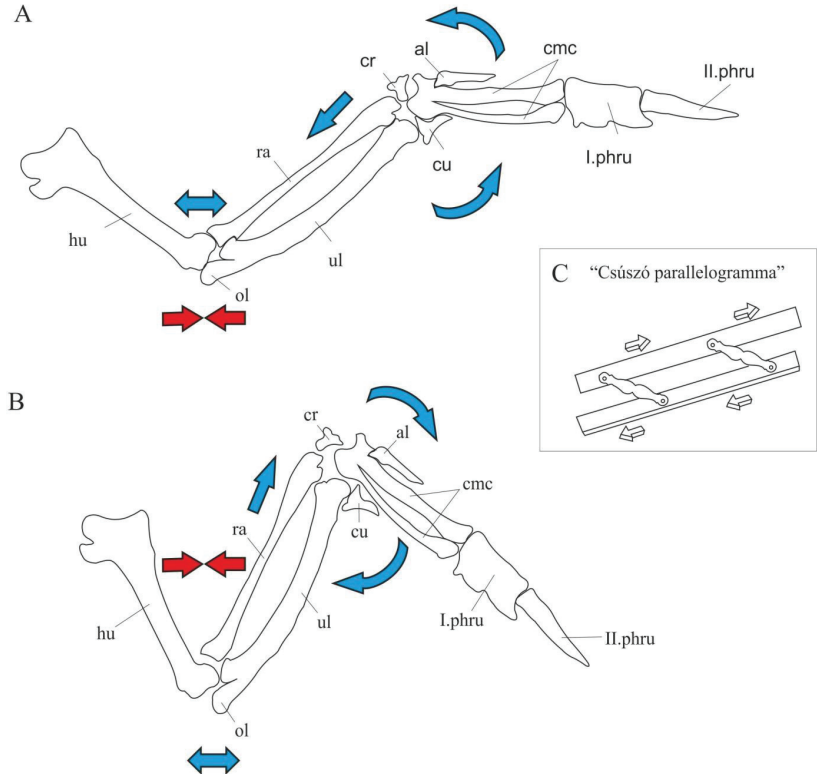 A
al
cmc
cr
II.phru
ra
cu
I.phru
hu
ul
ol
C “Csúszó parallelogramma”
B
cr
al
cmc
ra
cu
ul
I.phru
hu
II.phru
ol